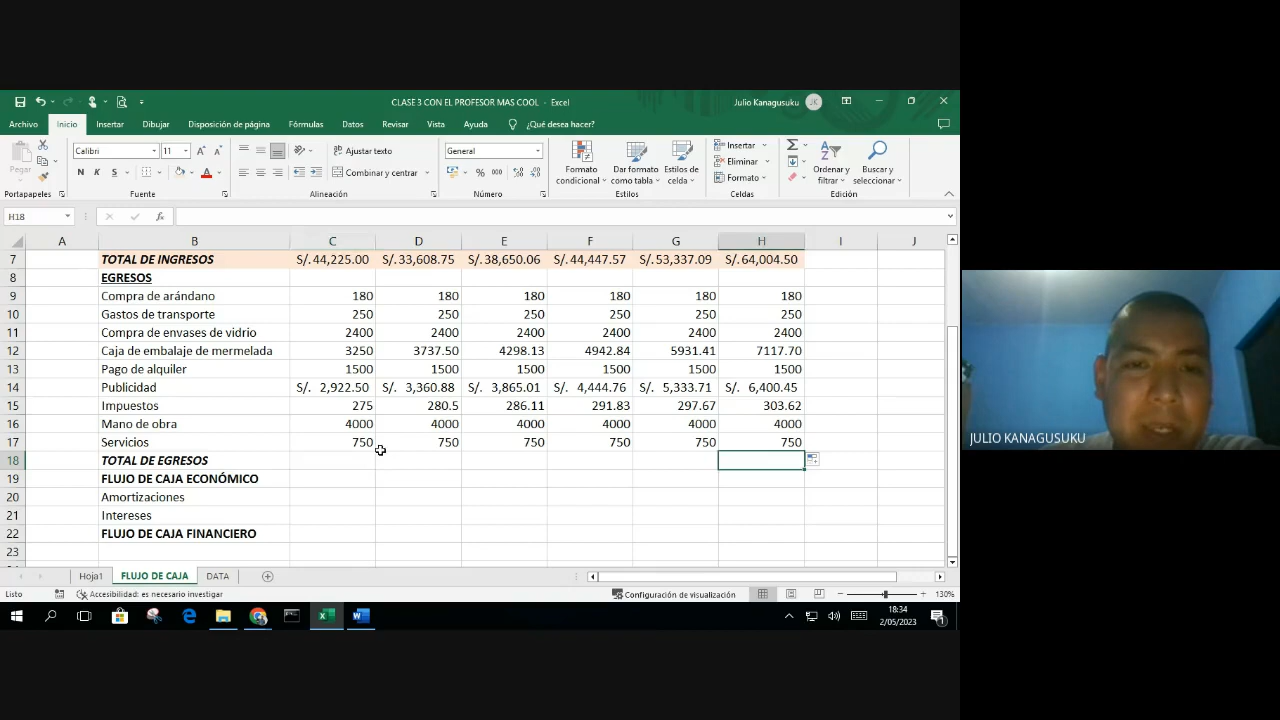 CLASE 3 CON EL PROFESOR MAS COOL - Excel
Julio Kanagusuku JK
Archivo Inicio Insertar Dibujar Disposición de página Fórmulas Datos Revisar Vista Ayuda ¿Qué desea hacer?
Pegar
Calibri 11
N K S
Ajustar texto
Combinar y centrar
General
% 000
Formato condicional
Dar formato como tabla
Estilos de celda
Insertar
Eliminar
Formato
Ordenar y filtrar
Buscar y seleccionar
Portapapeles Fuente Alineación Número Estilos Celdas Edición
H18 fx
A B C D E F G H I J
7 TOTAL DE INGRESOS S/. 44,225.00 S/. 33,608.75 S/. 38,650.06 S/. 44,447.57 S/. 53,337.09 S/. 64,004.50
8 EGRESOS
9 Compra de arándano 180 180 180 180 180 180
10 Gastos de transporte 250 250 250 250 250 250
11 Compra de envases de vidrio 2400 2400 2400 2400 2400 2400
12 Caja de embalaje de mermelada 3250 3737.50 4298.13 4942.84 5931.41 7117.70
13 Pago de alquiler 1500 1500 1500 1500 1500 1500
14 Publicidad S/. 2,922.50 S/. 3,360.88 S/. 3,865.01 S/. 4,444.76 S/. 5,333.71 S/. 6,400.45
15 Impuestos 275 280.5 286.11 291.83 297.67 303.62
16 Mano de obra 4000 4000 4000 4000 4000 4000
17 Servicios 750 750 750 750 750 750
18 TOTAL DE EGRESOS
19 FLUJO DE CAJA ECONÓMICO
20 Amortizaciones
21 Intereses
22 FLUJO DE CAJA FINANCIERO
23
Hoja1 FLUJO DE CAJA DATA
Listo Accesibilidad: es necesario investigar Configuración de visualización 130%
18:34
2/05/2023
JULIO KANAGUSUKU